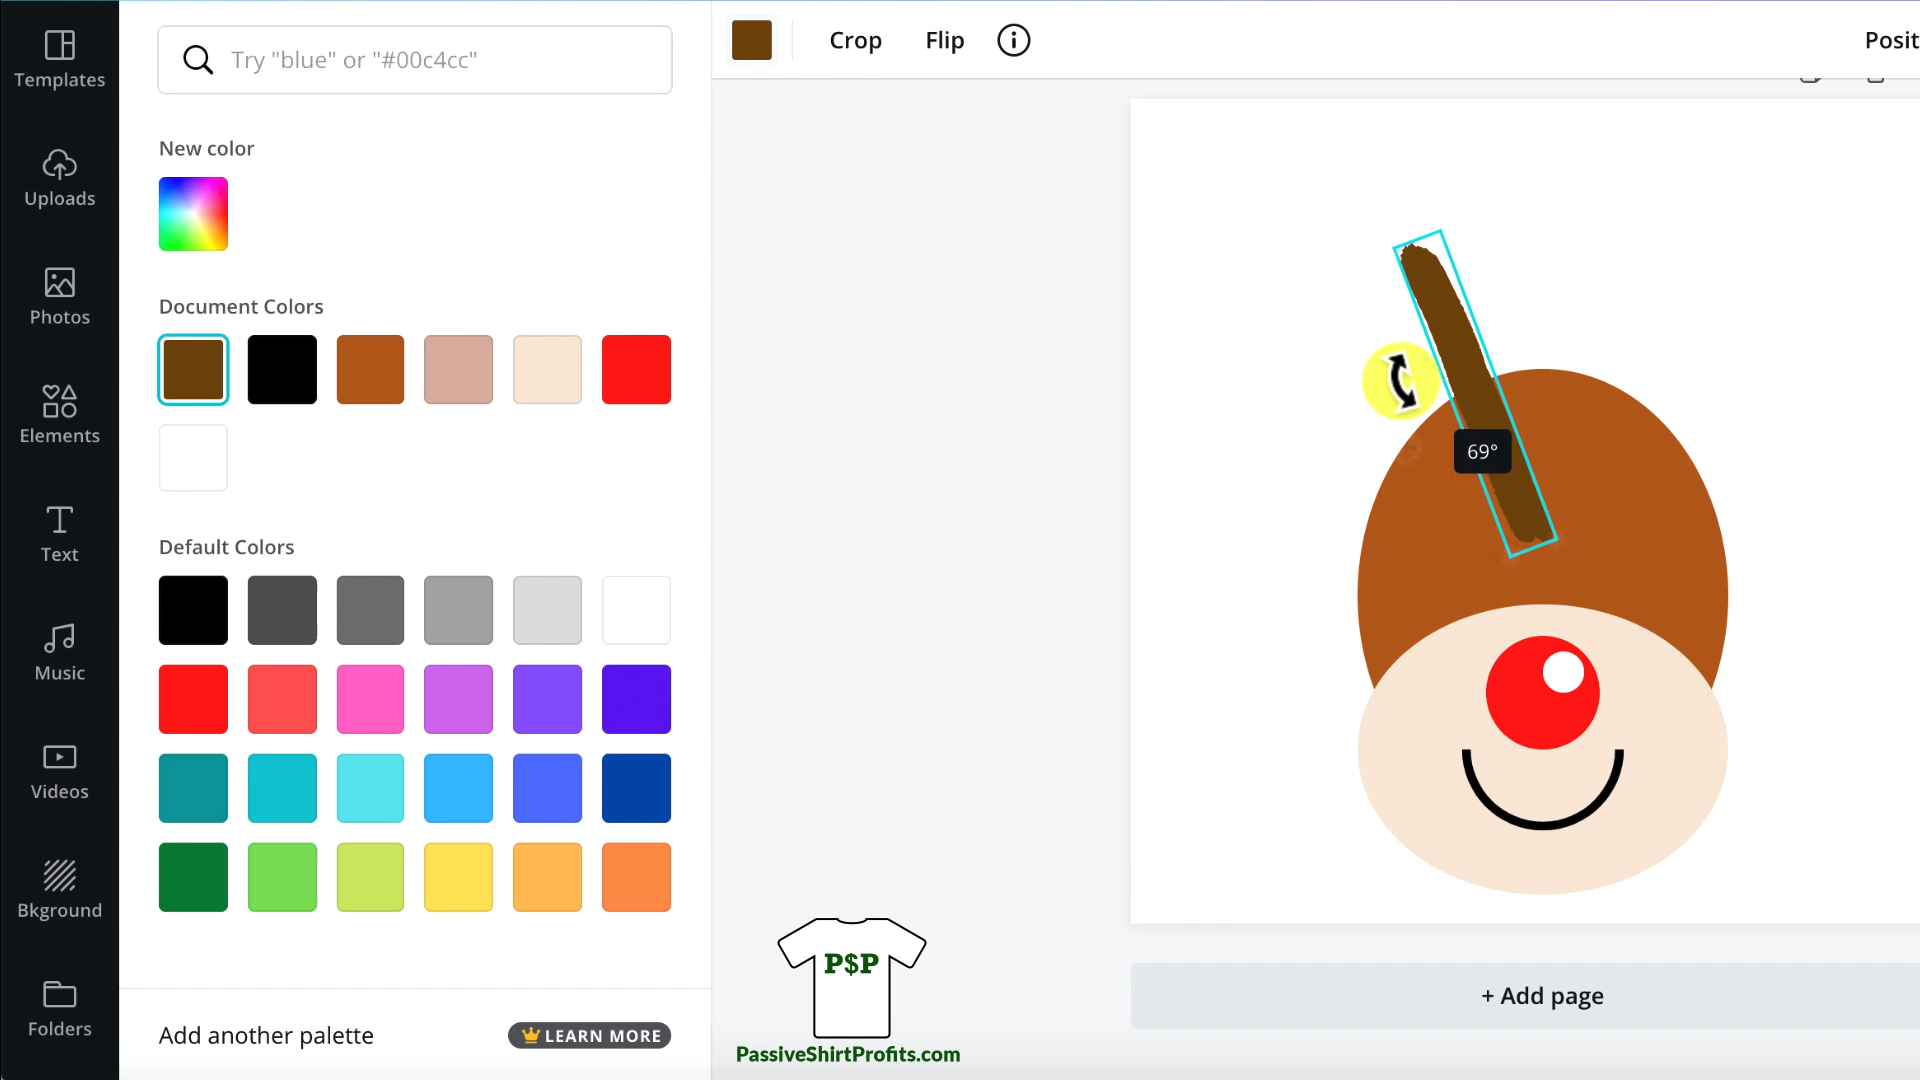 Templates
Uploads
Photos
Elements
Text
Music
Videos
Bkground
Folders
Try "blue" or "#00c4cc"
New color
Document Colors
Default Colors
Add another palette
LEARN MORE
Crop
Flip
Posit
69°
P$P
PassiveShirtProfits.com
+ Add page